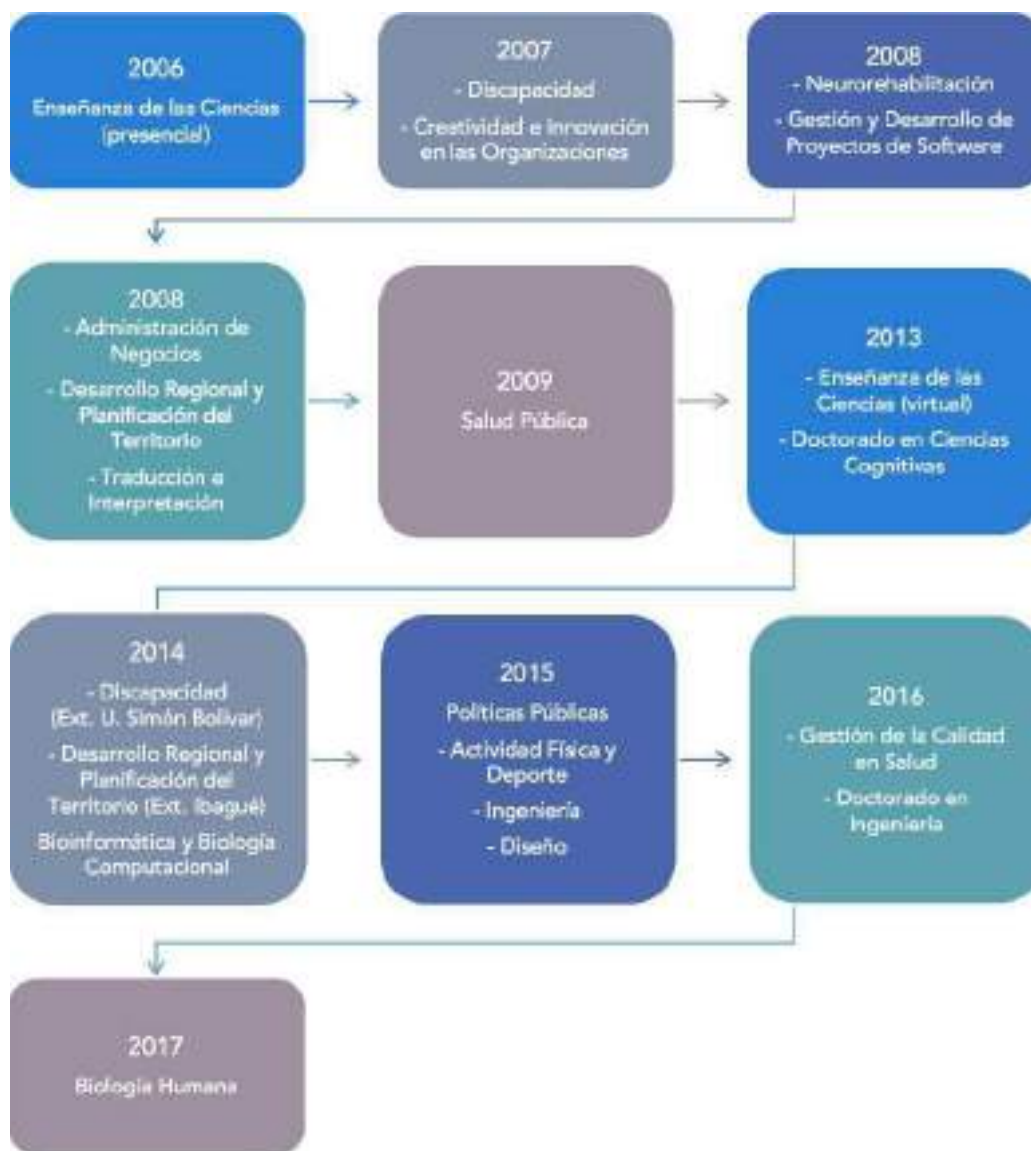 2006
Enseñanza de las Ciencias
(presencial)
2007
- Discapacidad
- Creatividad e Innovación
en las Organizaciones
2008
- Neurorehabilitación
- Gestión y Desarrollo de
Proyectos de Software
2008
- Administración de
Negocios
- Desarrollo Regional y
Planificación del
Territorio
- Traducción e
Interpretación
2009
Salud Pública
2013
- Enseñanza de las
Ciencias (virtual)
- Doctorado en Ciencias
Cognitivas
2014
- Discapacidad
(Ext. U. Simón Bolívar)
- Desarrollo Regional y
Planificación del
Territorio (Ext. Ibagué)
Bioinformática y Biología
Computacional
2015
Políticas Públicas
- Actividad Física y
Deporte
- Ingeniería
- Diseño
2016
- Gestión de la Calidad
en Salud
- Doctorado en
Ingeniería
2017
Biología Humana